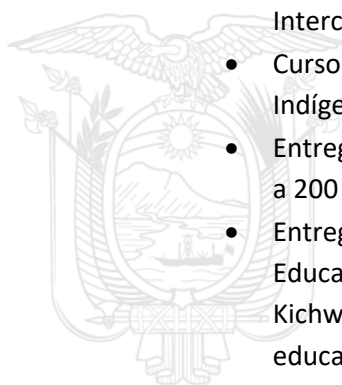 Interc
• Curso
Indíge
• Entreg
a 200
• Entreg
Educa
Kichw
educa